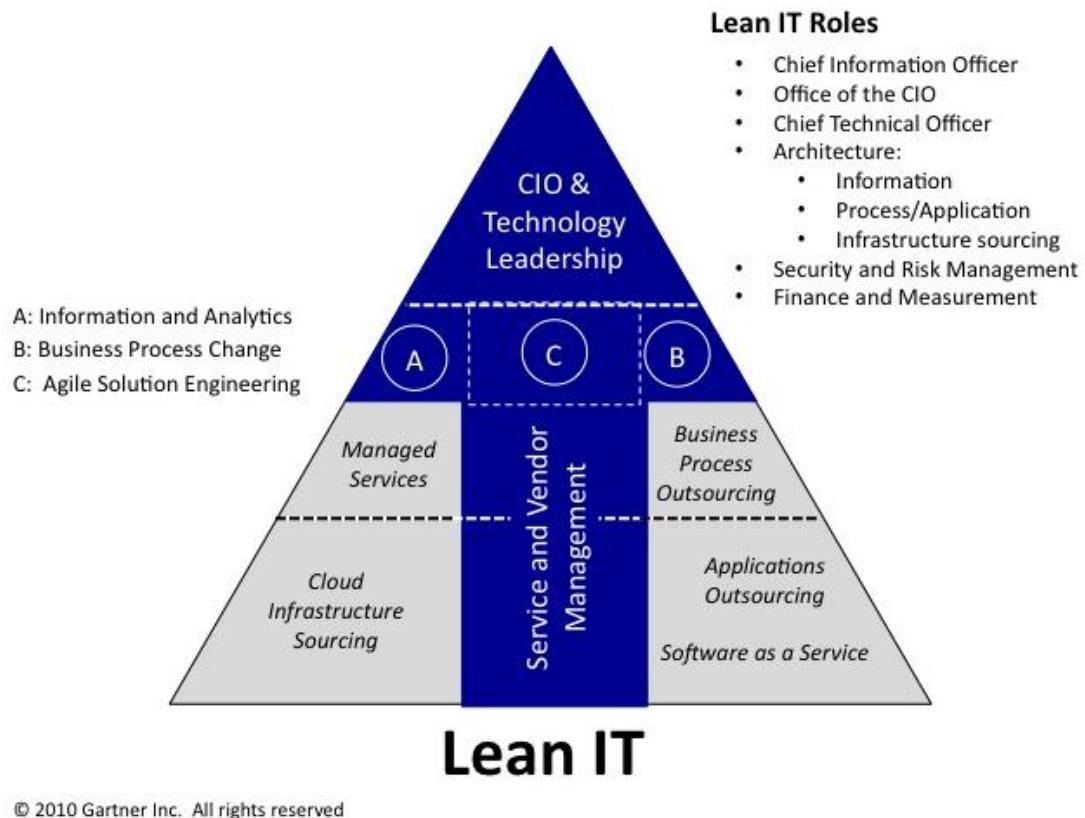 Lean IT Roles
• Chief Information Officer
• Office of the CIO
• Chief Technical Officer
• Architecture:
• Information
• Process/Application
• Infrastructure sourcing
• Security and Risk Management
• Finance and Measurement
CIO &
Technology
Leadership
A: Information and Analytics
B: Business Process Change
C: Agile Solution Engineering
A
C
B
Managed
Services
Business
Process
Outsourcing
Service and Vendor
Management
Cloud
Infrastructure
Sourcing
Applications
Outsourcing
Software as a Service
Lean IT
© 2010 Gartner Inc. All rights reserved